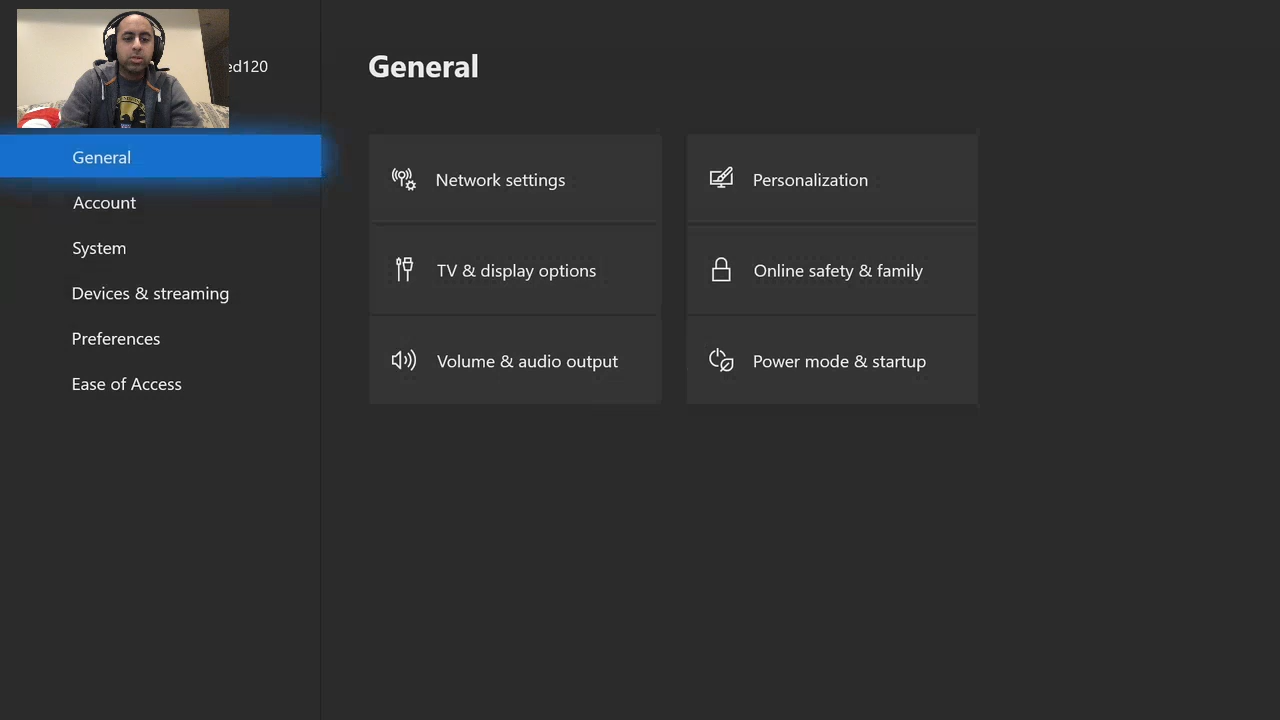 ed120
General
Account
System
Devices & streaming
Preferences
Ease of Access
General
Network settings
TV & display options
Volume & audio output
Personalization
Online safety & family
Power mode & startup